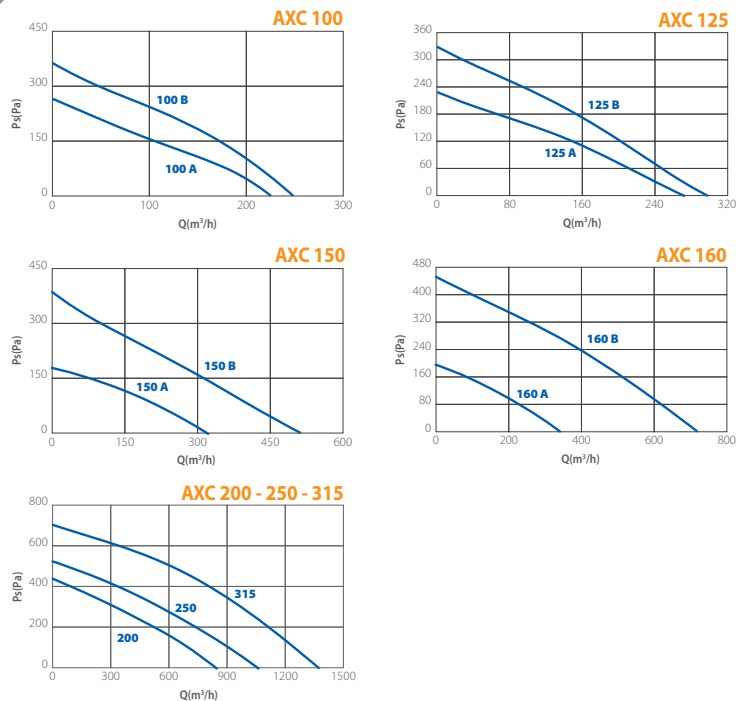 AXC 100
450
300
150
0
Ps(Pa)
100 B
100 A
0 100 200 300
Q(m³/h)
AXC 125
360
300
240
180
120
60
0
Ps(Pa)
125 B
125 A
0 80 160 240 320
Q(m³/h)
AXC 150
450
300
150
0
Ps(Pa)
150 B
150 A
0 150 300 450 600
Q(m³/h)
AXC 160
480
400
320
240
160
80
0
Ps(Pa)
160 B
160 A
0 200 400 600 800
Q(m³/h)
AXC 200 - 250 - 315
800
600
400
200
0
Ps(Pa)
315
250
200
0 300 600 900 1200 1500
Q(m³/h)